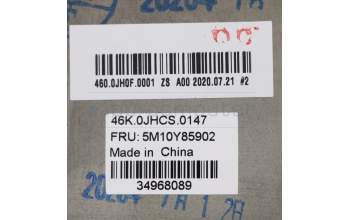 460.0JH0F.0001 ZS A00 2020.07.21 #2
46K.0JHCS.0147
FRU: 5M10Y85902
Made in China
34968089